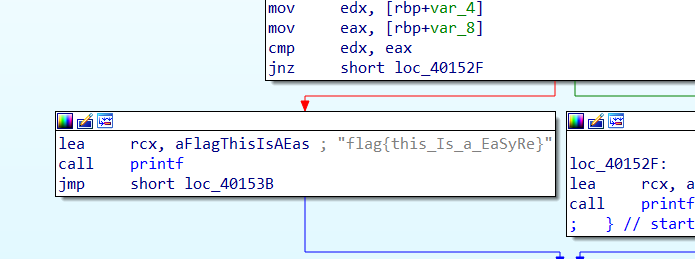 mov     edx, [rbp+var_4]
mov     eax, [rbp+var_8]
cmp     edx, eax
jnz     short loc_40152F
lea     rcx, aFlagThisIsAEas ; "flag{this_Is_a_EaSyRe}"
call    printf
jmp     short loc_40153B
loc_40152F:
lea     rcx, a
call    printf
;   } // start